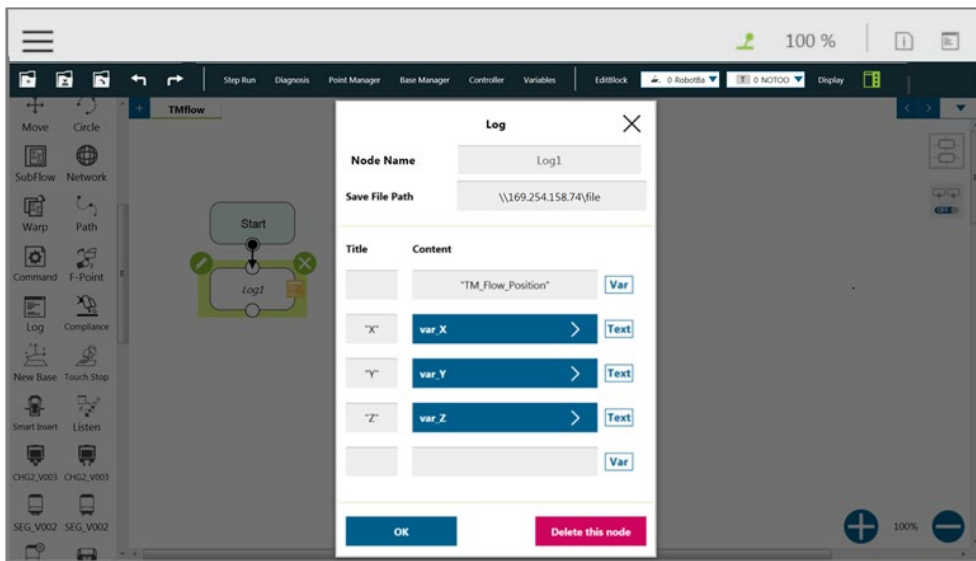 100 %
Step Run Diagnosis Point Manager Base Manager Controller Variables EditBlock 0 RobotBa T 0 NOTOO Display
TMflow
Move Circle
SubFlow Network
Warp Path
Command F-Point
Log Compliance
New Base Touch Stop
Smart Insert Listen
CHG2_V003 CHG2_V003
SEG_V002 SEG_V002
Start
Log1
Log
Node Name Log1
Save File Path \\169.254.158.74\file
Title Content
"TM_Flow_Position" Var
"X" var_X Text
"Y" var_Y Text
"Z" var_Z Text
Var
OK Delete this node
OFF
100%